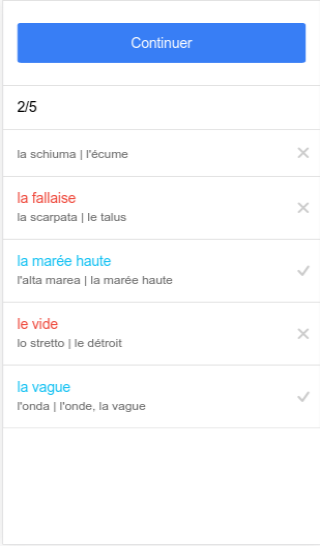 Continuer
2/5
la schiuma | l'écume
la fallaise
la scarpata | le talus
la marée haute
l'alta marea | la marée haute
le vide
lo stretto | le détroit
la vague
l'onda | l'onde, la vague